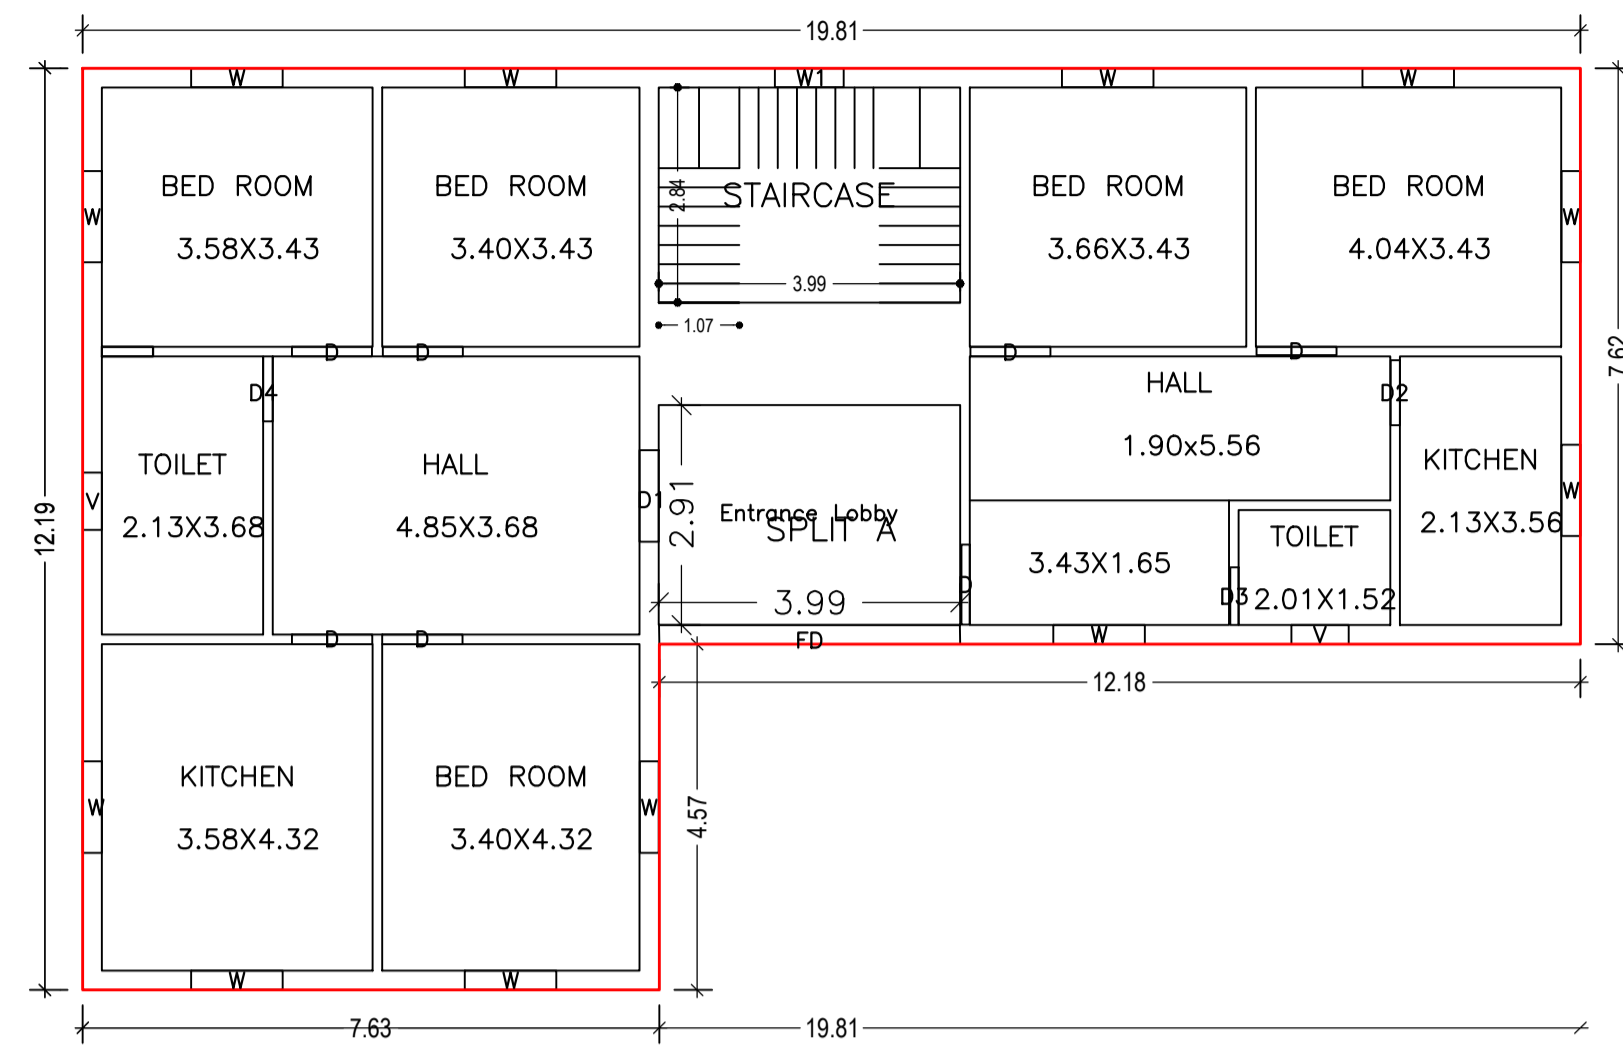 19.81
W W W1 W W
BED ROOM
3.58X3.43
BED ROOM
3.40X3.43
2.84
STAIRCASE
3.99
1.07
BED ROOM
3.66X3.43
BED ROOM
4.04X3.43
W
W
7.62
12.19
D D D D
D4
TOILET
2.13X3.68
V
HALL
4.85X3.68
D1
2.91
Entrance Lobby
SPLIT A
3.99
FD
D
HALL
1.90x5.56
D2
KITCHEN
2.13X3.56
W
3.43X1.65
D3
TOILET
2.01X1.52
W V
12.18
D D
KITCHEN
3.58X4.32
BED ROOM
3.40X4.32
W
W
4.57
W W
7.63
19.81